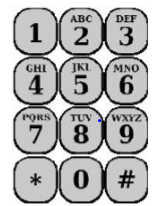 ABC DEF
1 2 3
GHI JKL MNO
4 5 6
PQRS TUV WXYZ
7 8 9
* 0 #